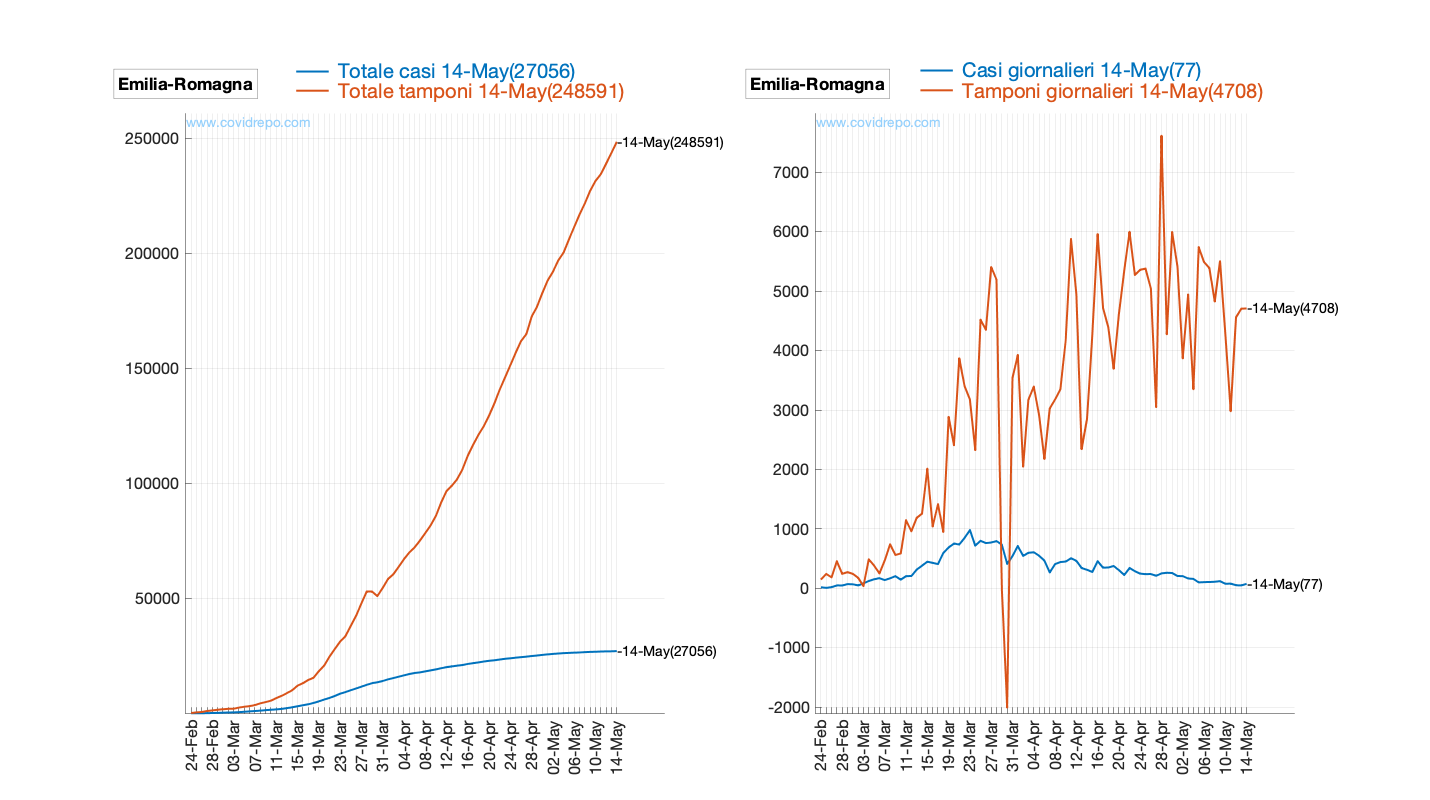 Emilia-Romagna
Totale casi 14-May(27056)
Totale tamponi 14-May(248591)
www.covidrepo.com
250000
200000
150000
100000
50000
-14-May(248591)
-14-May(27056)
24-Feb
28-Feb
03-Mar
07-Mar
11-Mar
15-Mar
19-Mar
23-Mar
27-Mar
31-Mar
04-Apr
08-Apr
12-Apr
16-Apr
20-Apr
24-Apr
28-Apr
02-May
06-May
10-May
14-May
Emilia-Romagna
Casi giornalieri 14-May(77)
Tamponi giornalieri 14-May(4708)
www.covidrepo.com
7000
6000
5000
4000
3000
2000
1000
0
-1000
-2000
-14-May(4708)
-14-May(77)
24-Feb
28-Feb
03-Mar
07-Mar
11-Mar
15-Mar
19-Mar
23-Mar
27-Mar
31-Mar
04-Apr
08-Apr
12-Apr
16-Apr
20-Apr
24-Apr
28-Apr
02-May
06-May
10-May
14-May